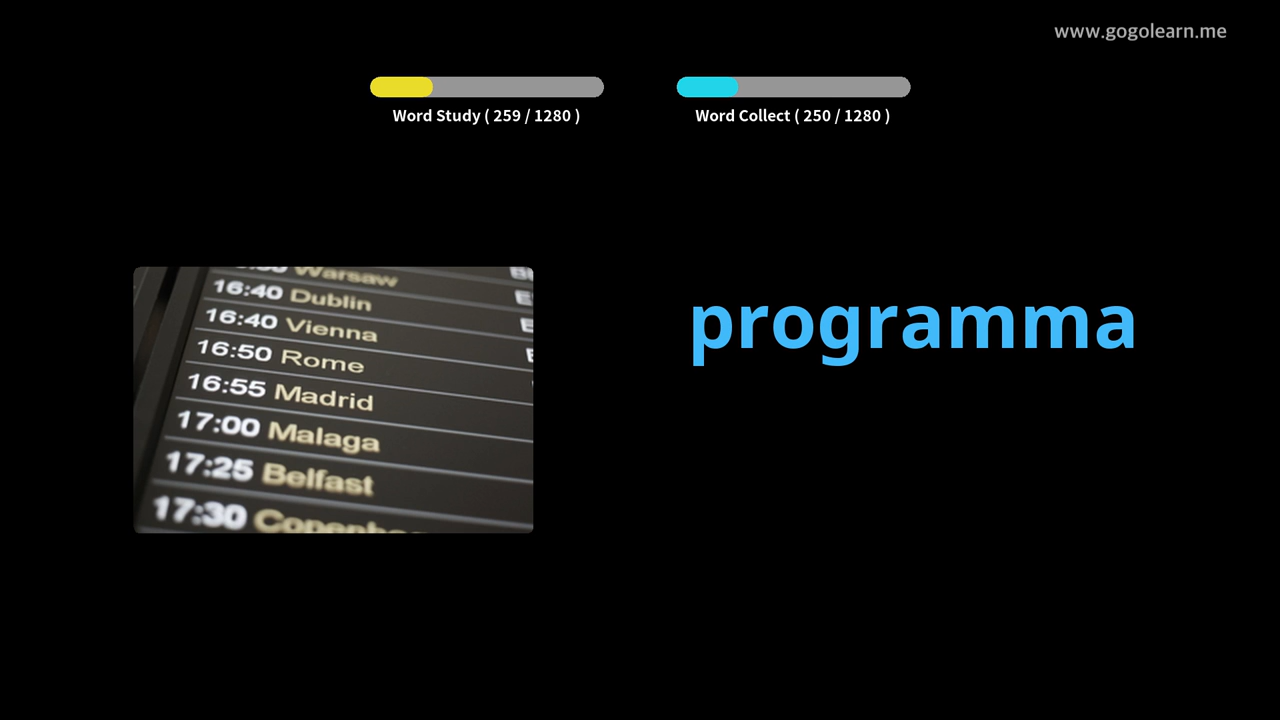 www.gogolearn.me
Word Study ( 259 / 1280 )
Word Collect ( 250 / 1280 )
Warsaw
16:40 Dublin
16:40 Vienna
16:50 Rome
16:55 Madrid
17:00 Malaga
17:25 Belfast
17:30
programma